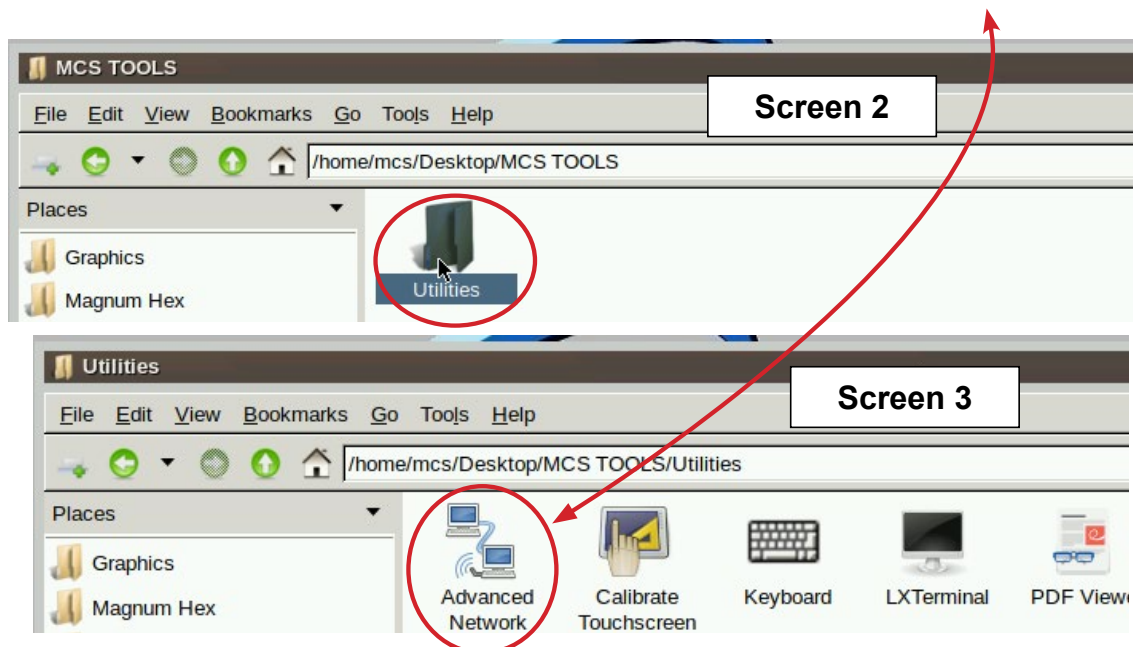 MCS TOOLS
Screen 2
File Edit View Bookmarks Go Tools Help
/home/mcs/Desktop/MCS TOOLS
Places
Graphics
Magnum Hex
Utilities
Utilities
Screen 3
File Edit View Bookmarks Go Tools Help
/home/mcs/Desktop/MCS TOOLS/Utilities
Places
Graphics
Magnum Hex
Advanced Network
Calibrate Touchscreen
Keyboard
LXTerminal
PDF View